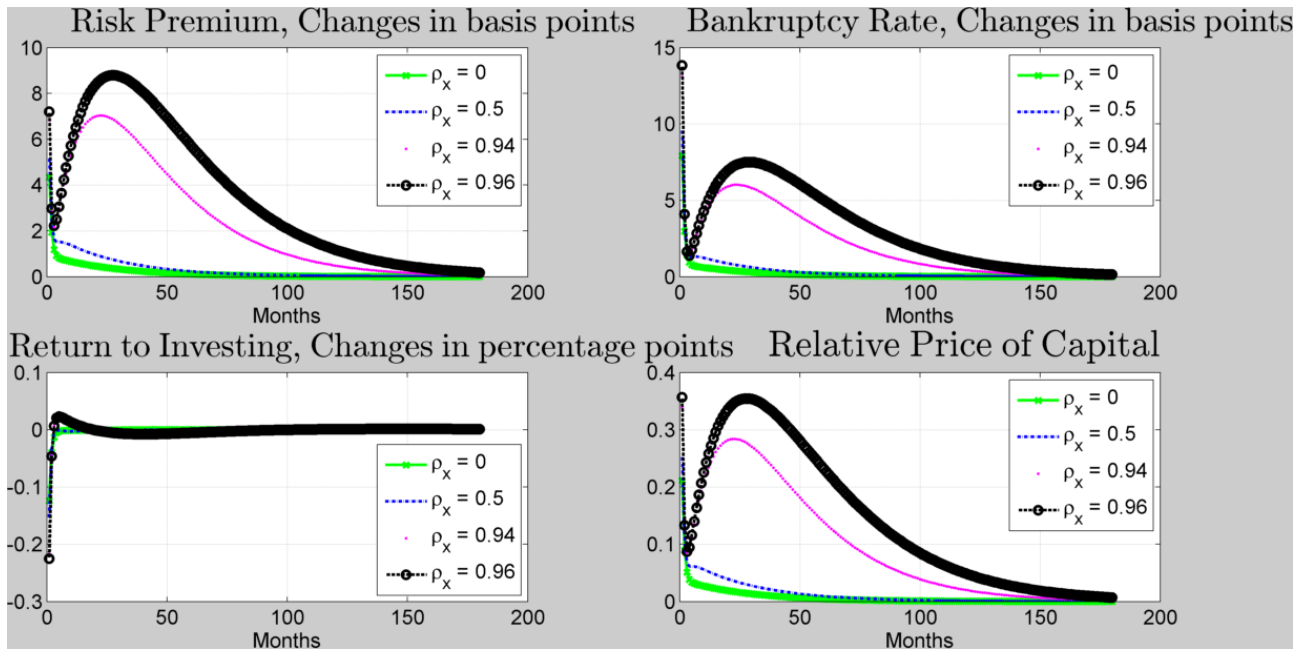 Risk Premium, Changes in basis points
10
8
6
4
2
0
0 50 100 150 200
Months
ρx = 0
ρx = 0.5
ρx = 0.94
ρx = 0.96
Bankruptcy Rate, Changes in basis points
15
10
5
0
0 50 100 150 200
Months
ρx = 0
ρx = 0.5
ρx = 0.94
ρx = 0.96
Return to Investing, Changes in percentage points
0.1
0
-0.1
-0.2
-0.3
0 50 100 150 200
Months
ρx = 0
ρx = 0.5
ρx = 0.94
ρx = 0.96
Relative Price of Capital
0.4
0.3
0.2
0.1
0
0 50 100 150 200
Months
ρx = 0
ρx = 0.5
ρx = 0.94
ρx = 0.96